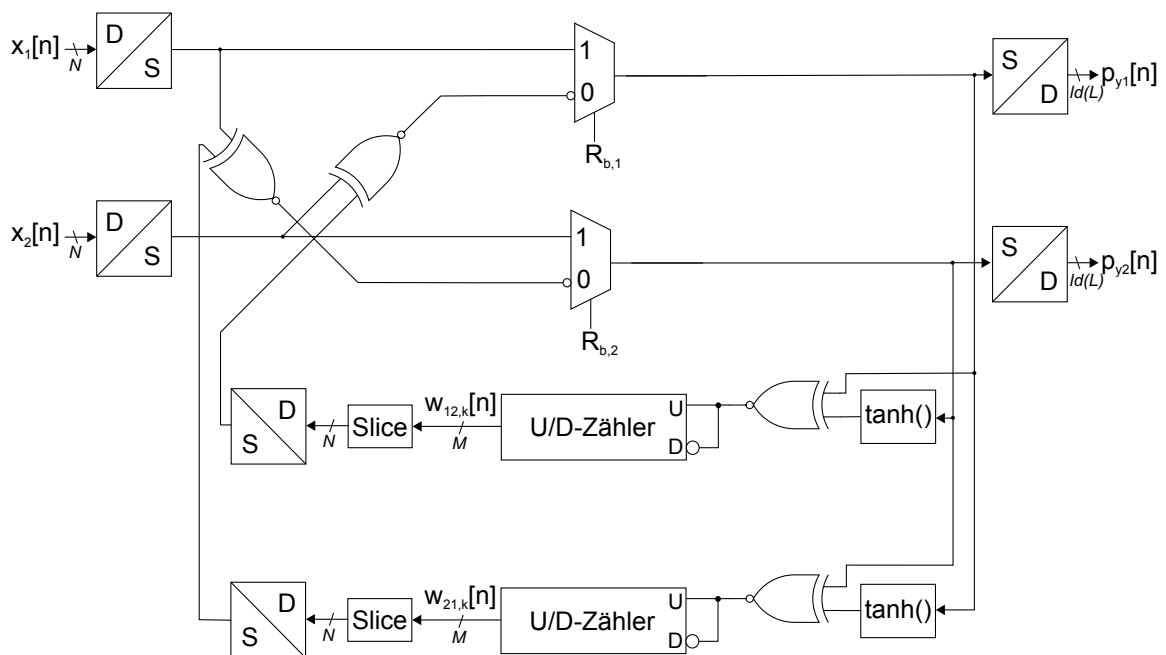 x₁[n]
N
D
S
1
0
R_b,1
S
D
p_y1[n]
ld(L)
x₂[n]
N
D
S
1
0
R_b,2
S
D
p_y2[n]
ld(L)
D
S
N
Slice
w_12,k[n]
M
U/D-Zähler
U
D
tanh()
D
S
N
Slice
w_21,k[n]
M
U/D-Zähler
U
D
tanh()